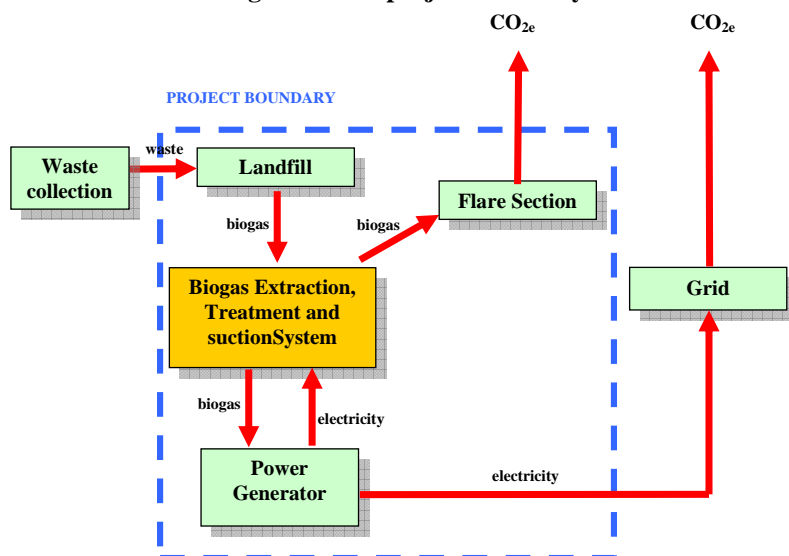 CO2e
CO2e
PROJECT BOUNDARY
waste
Waste
collection
Landfill
Flare Section
biogas
biogas
Biogas Extraction,
Treatment and
suctionSystem
Grid
biogas
electricity
Power
Generator
electricity